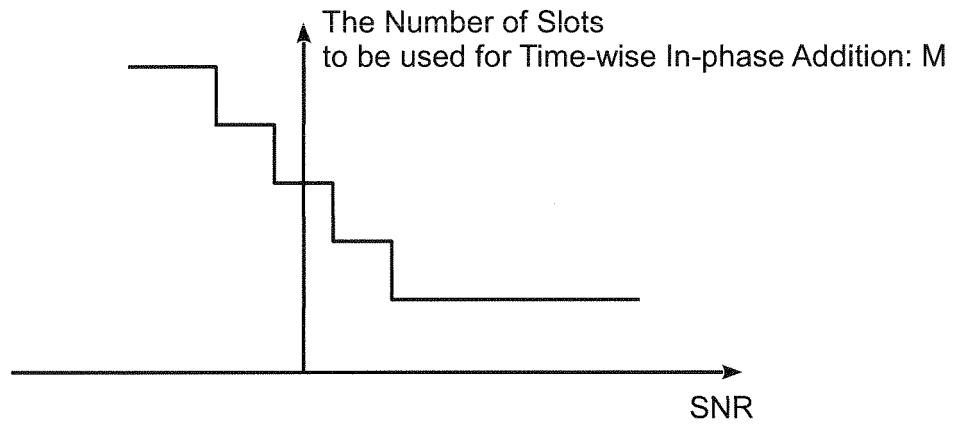 The Number of Slots
to be used for Time-wise In-phase Addition: M
SNR